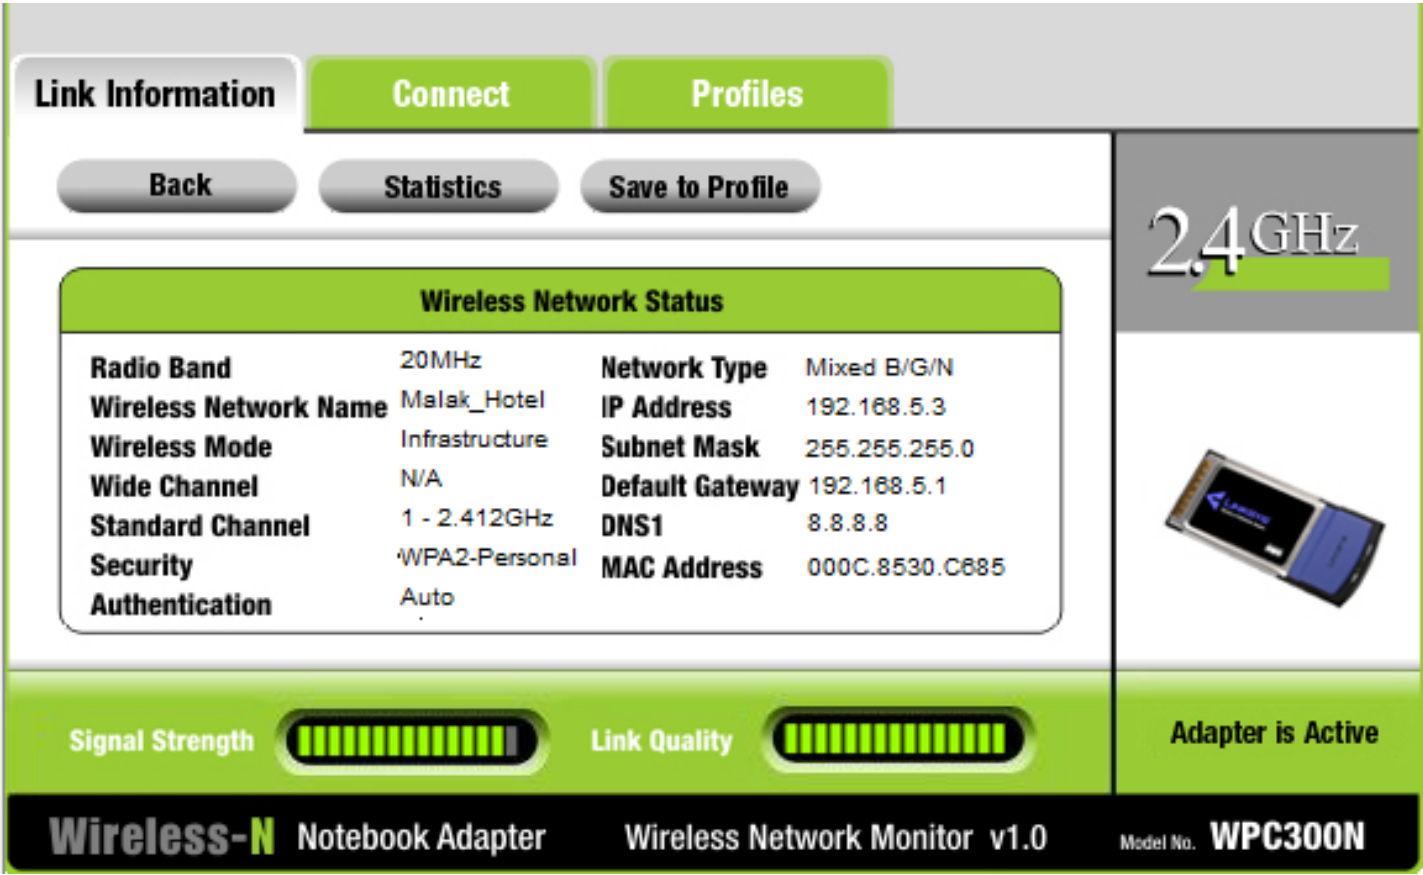 Link Information Connect Profiles
Back Statistics Save to Profile
2.4GHz
Wireless Network Status
Radio Band 20MHz
Wireless Network Name Malak_Hotel
Wireless Mode Infrastructure
Wide Channel N/A
Standard Channel 1 - 2.412GHz
Security WPA2-Personal
Authentication Auto
Network Type Mixed B/G/N
IP Address 192.168.5.3
Subnet Mask 255.255.255.0
Default Gateway 192.168.5.1
DNS1 8.8.8.8
MAC Address 000C.8530.C685
LINKSYS
Signal Strength Link Quality Adapter is Active
Wireless-N Notebook Adapter Wireless Network Monitor v1.0 Model No. WPC300N